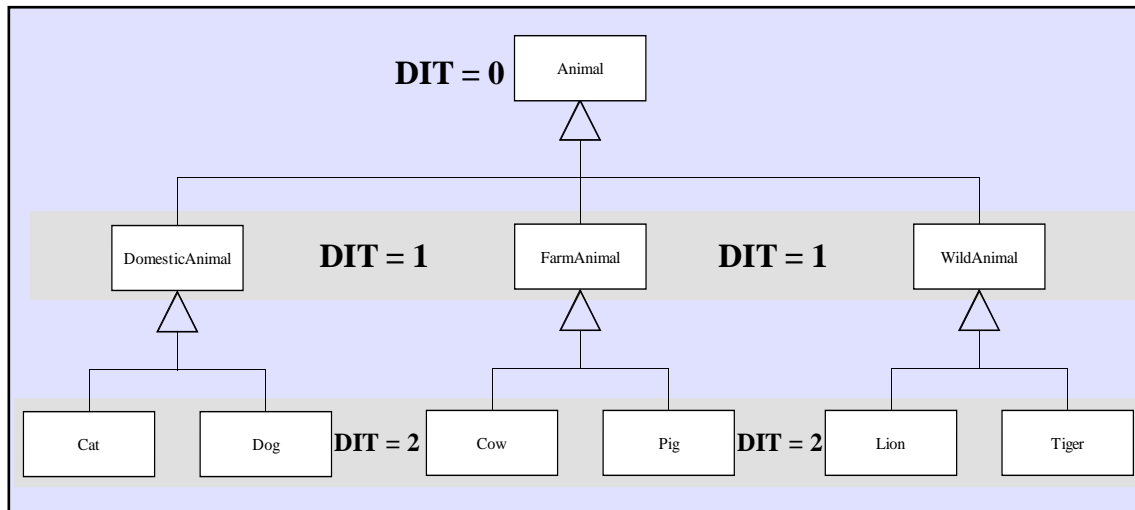 DIT = 0
Animal
DomesticAnimal
DIT = 1
FarmAnimal
DIT = 1
WildAnimal
Cat
Dog
DIT = 2
Cow
Pig
DIT = 2
Lion
Tiger